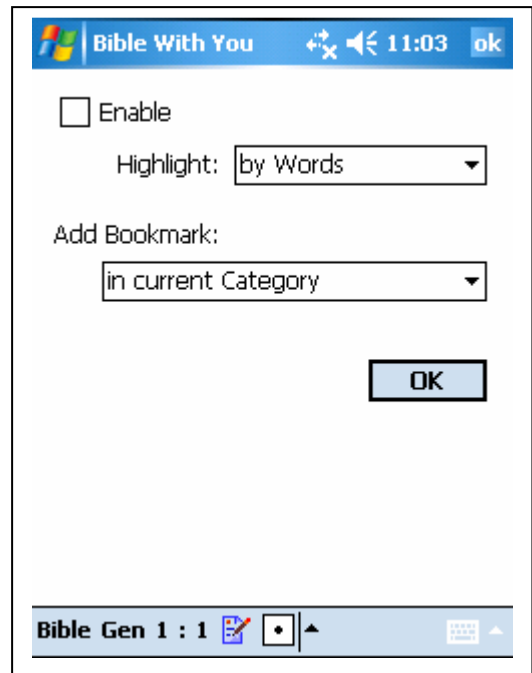 Bible With You 11:03 ok
Enable
Highlight: by Words
Add Bookmark:
in current Category
OK
Bible Gen 1 : 1